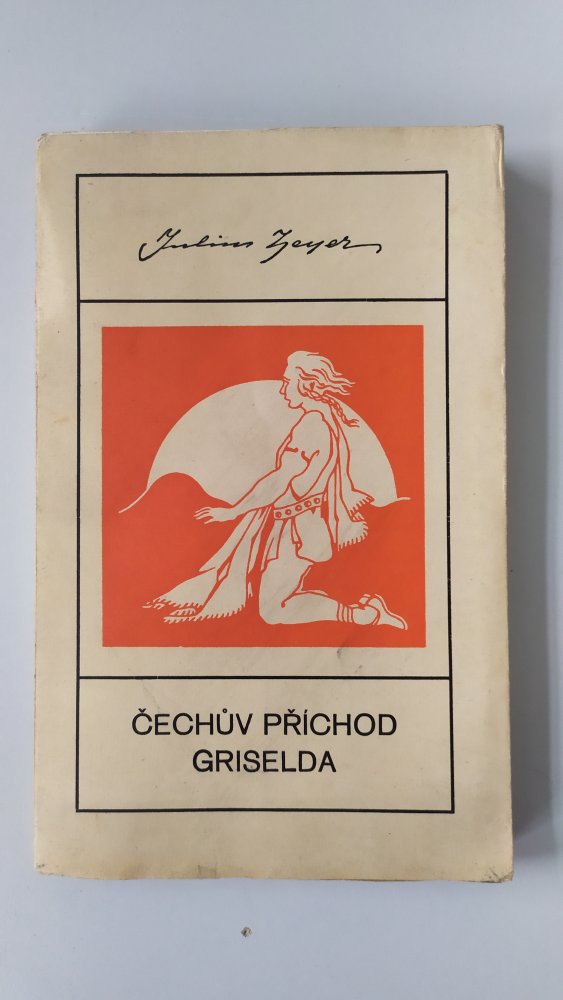 Julius Zeyer
ČECHŮV PŘÍCHOD
GRISELDA